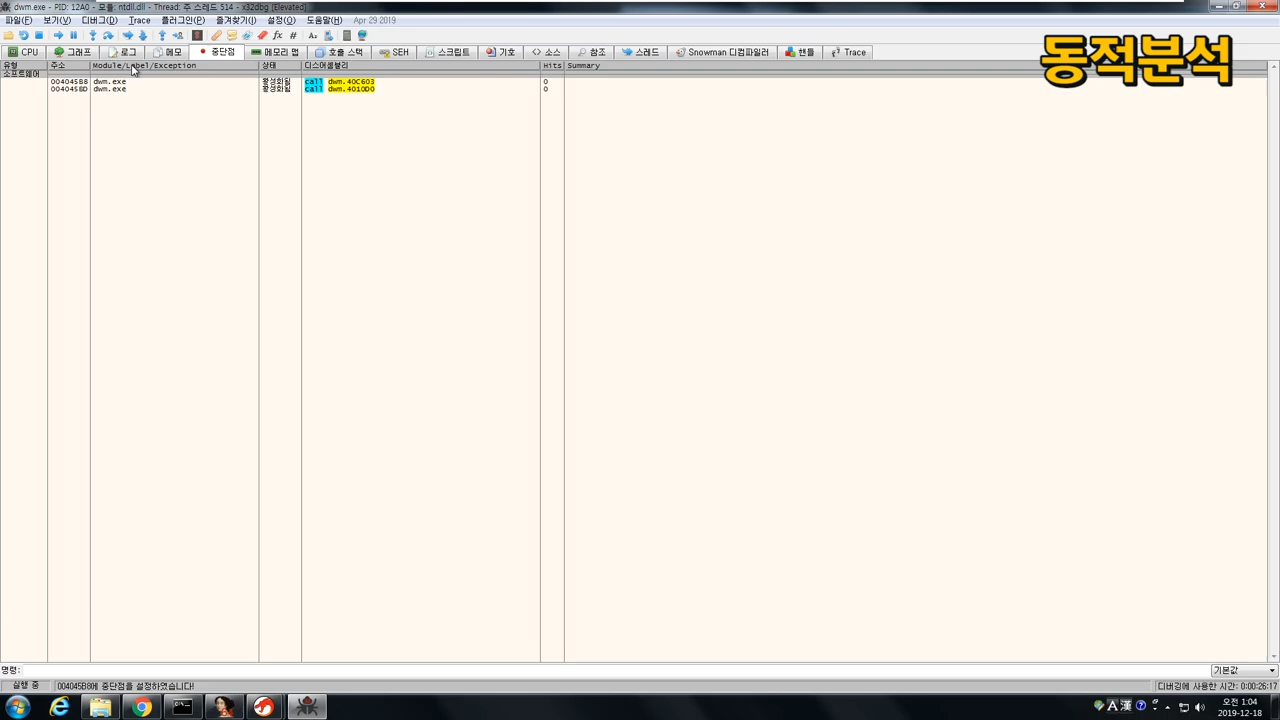 dwm.exe - PID: 12A0 - 모듈: ntdll.dll - Thread: 주 스레드 514 - x32dbg [Elevated]
파일(F) 보기(V) 디버그(D) Trace 플러그인(P) 즐겨찾기(I) 설정(O) 도움말(H) Apr 29 2019
CPU 그래프 로그 메모 중단점 메모리 맵 호출 스택 SEH 스크립트 기호 소스 참조 스레드 Snowman 디컴파일러 핸들 Trace
동적분석
유형 주소 Module/Label/Exception 상태 디스어셈블리 Hits Summary
소프트웨어
004045B8 dwm.exe 활성화됨 call dwm.40C603 0
004045BD dwm.exe 활성화됨 call dwm.4010D0 0
명령: 기본값
실행 중 004045B8에 중단점을 설정하였습니다! 디버깅에 사용한 시간: 0:00:26:17
A 漢
오전 1:04
2019-12-18